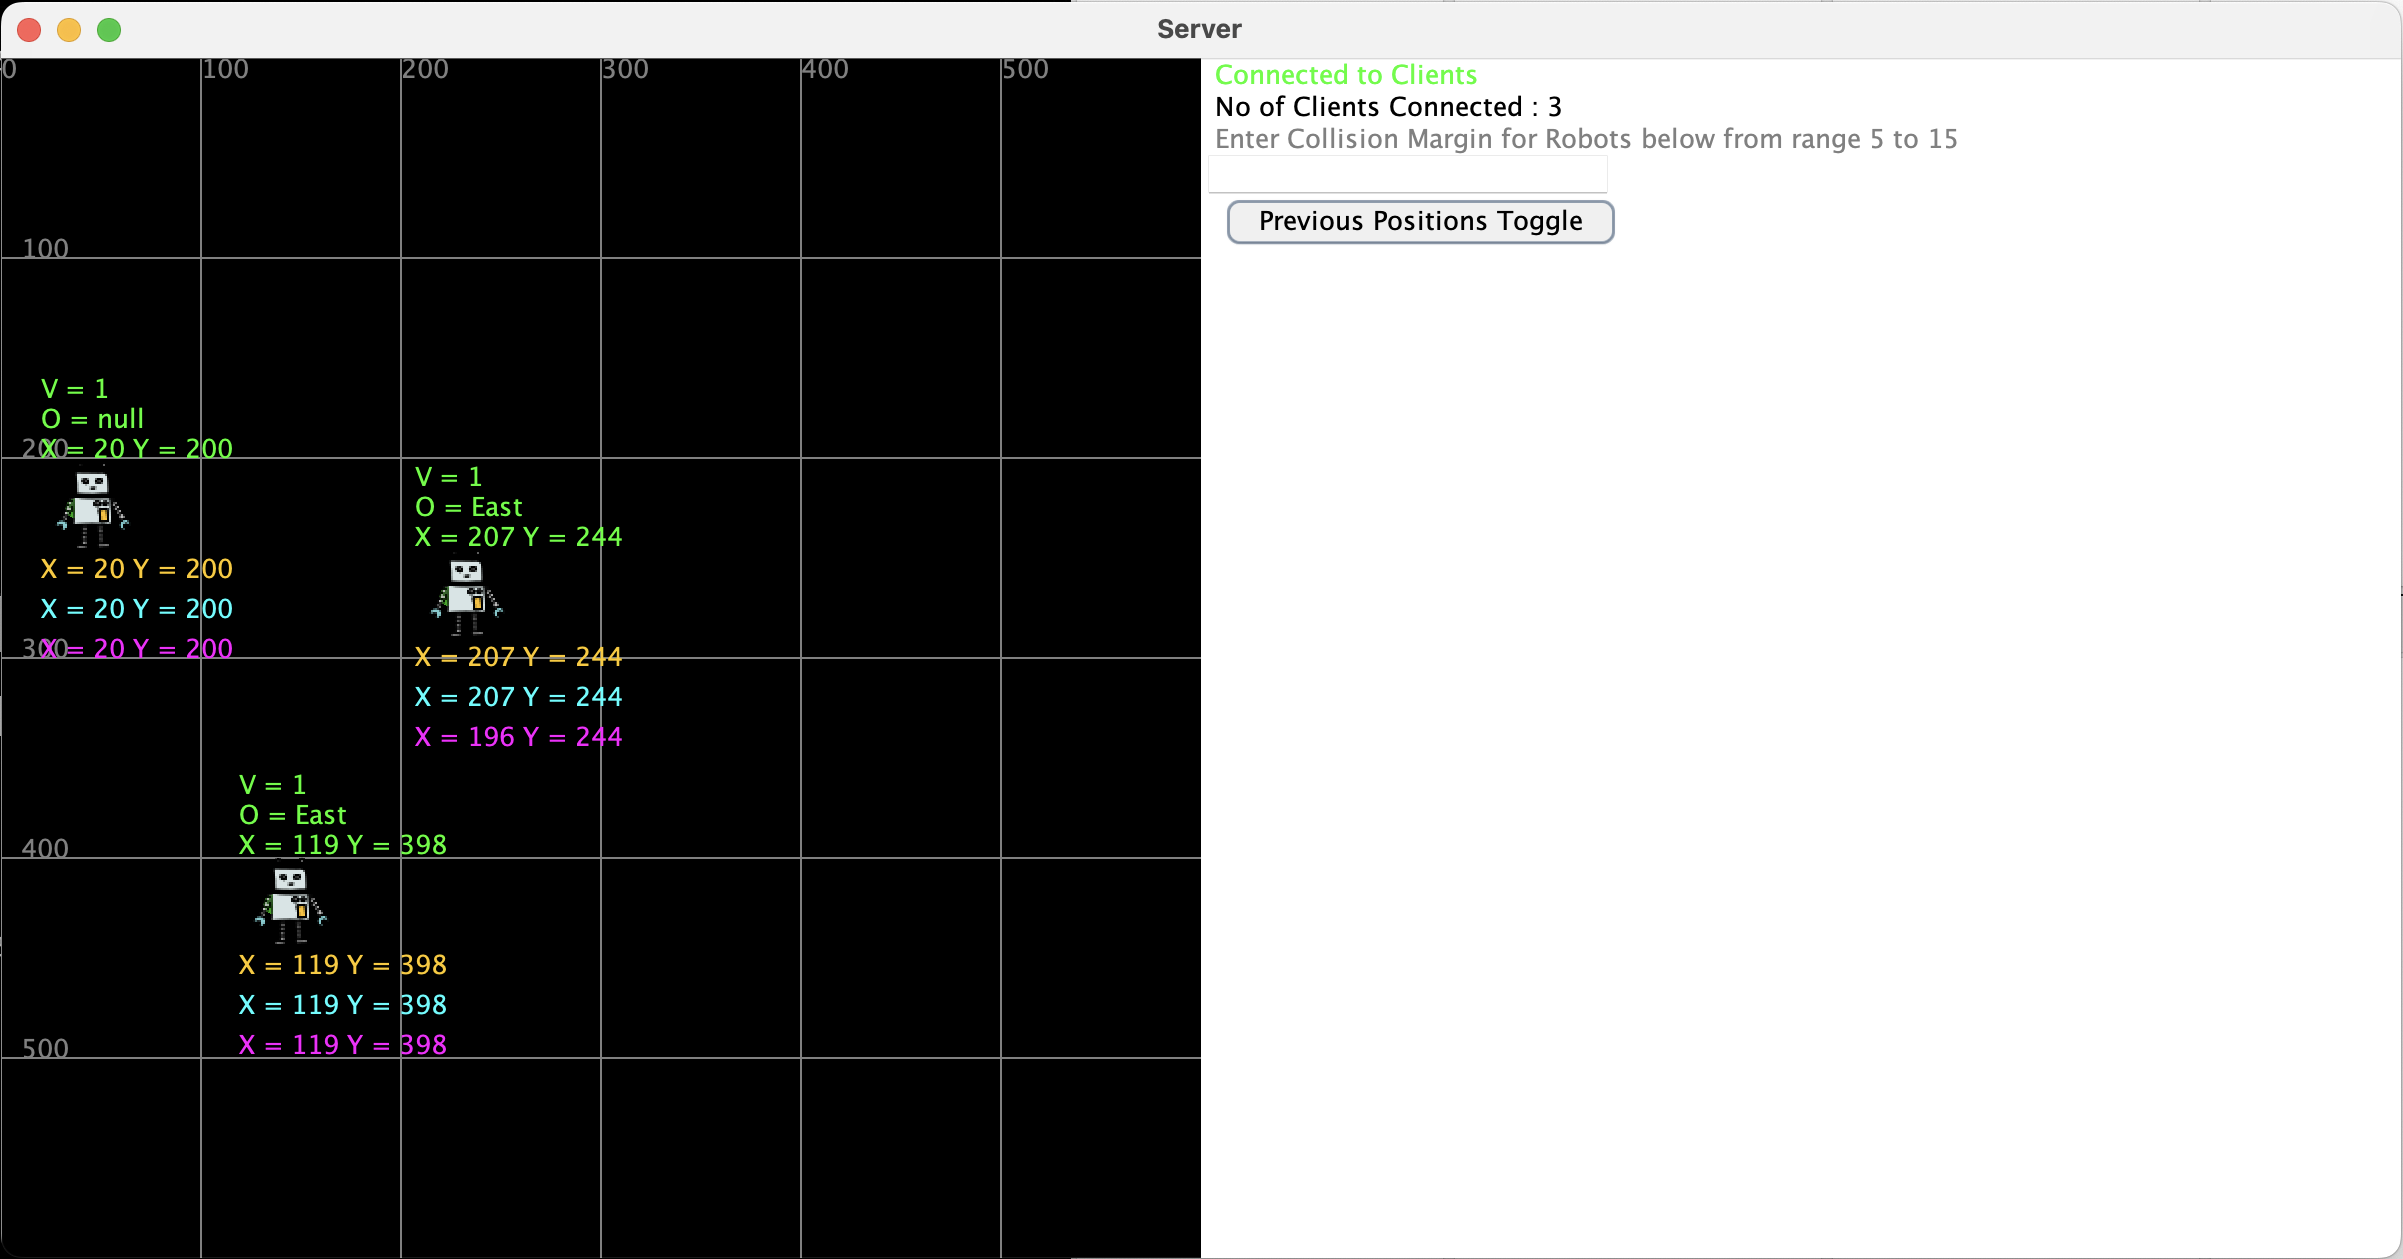 Server
0 100 200 300 400 500
100
200
300
400
500
V = 1
O = null
X = 20 Y = 200
X = 20 Y = 200
X = 20 Y = 200
X = 20 Y = 200
V = 1
O = East
X = 207 Y = 244
X = 207 Y = 244
X = 207 Y = 244
X = 196 Y = 244
V = 1
O = East
X = 119 Y = 398
X = 119 Y = 398
X = 119 Y = 398
X = 119 Y = 398
Connected to Clients
No of Clients Connected : 3
Enter Collision Margin for Robots below from range 5 to 15
Previous Positions Toggle